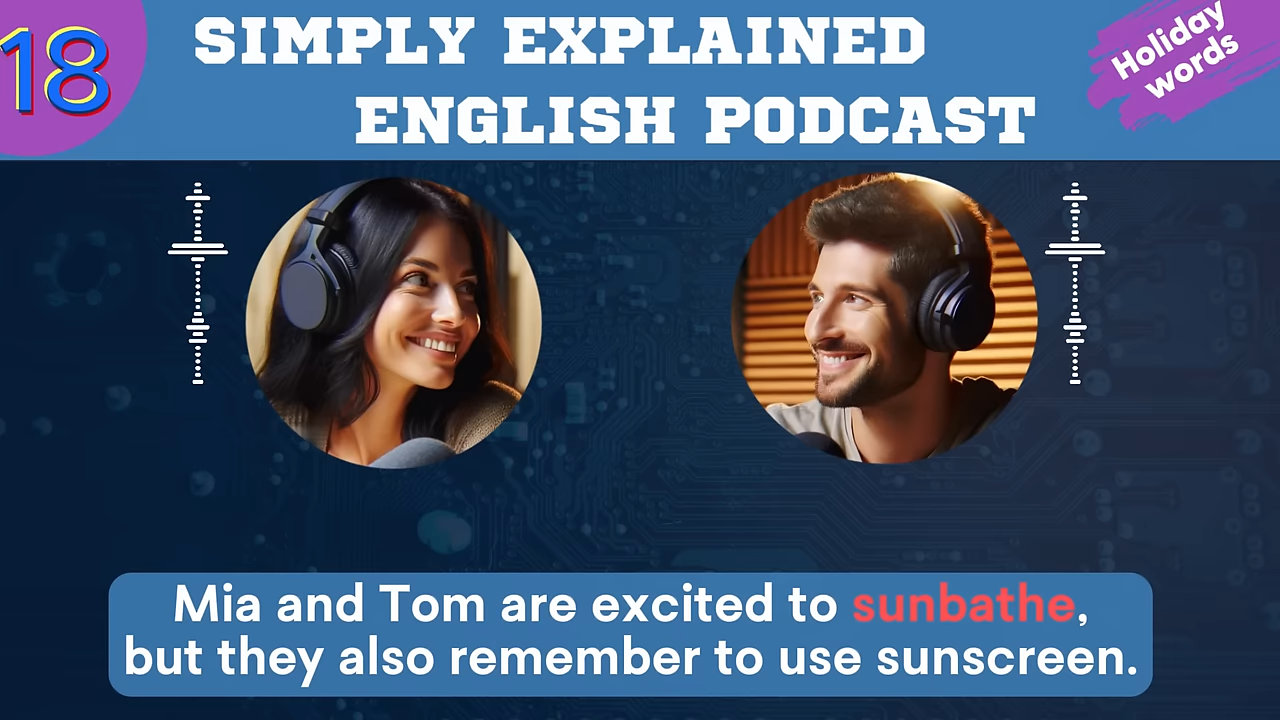 18
SIMPLY EXPLAINED
ENGLISH PODCAST
Holiday
words
Mia and Tom are excited to sunbathe,
but they also remember to use sunscreen.